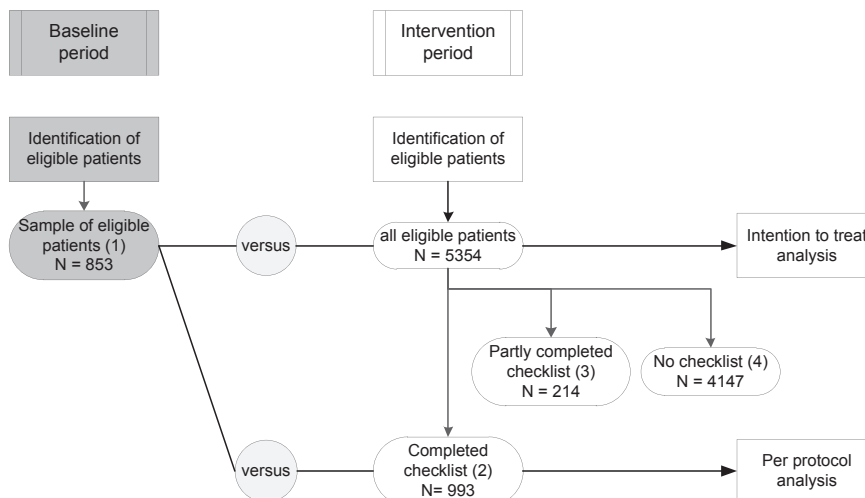 Baseline
period
Intervention
period
Identification of
eligible patients
Identification of
eligible patients
Sample of eligible
patients (1)
N = 853
versus
all eligible patients
N = 5354
Intention to treat
analysis
Partly completed
checklist (3)
N = 214
No checklist (4)
N = 4147
versus
Completed
checklist (2)
N= 993
Per protocol
analysis